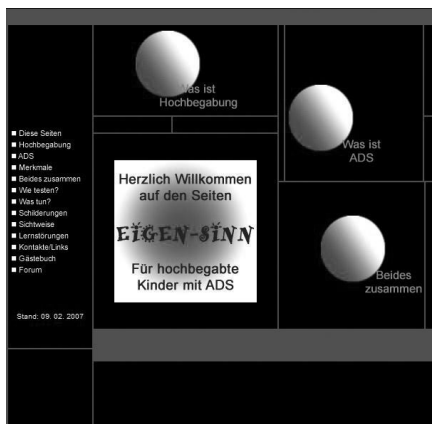 Was ist
Hochbegabung
Was ist
ADS
Diese Seiten
Hochbegabung
ADS
Merkmale
Beides zusammen
Wie testen?
Was tun?
Schilderungen
Sichtweise
Lernstörungen
Kontakte/Links
Gästebuch
Forum
Stand: 09. 02. 2007
Herzlich Willkommen
auf den Seiten
EIGEN-SINN
Für hochbegabte
Kinder mit ADS
Beides
zusammen